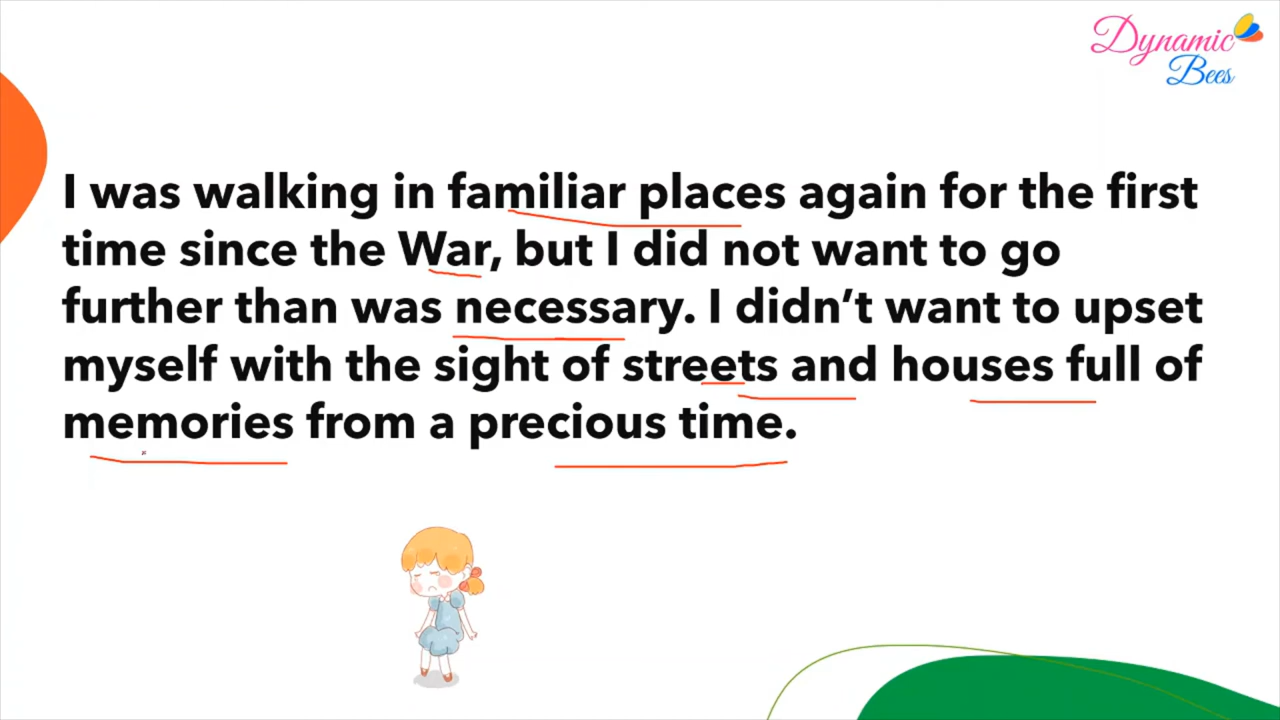 Dynamic
Bees
I was walking in familiar places again for the first
time since the War, but I did not want to go
further than was necessary. I didn’t want to upset
myself with the sight of streets and houses full of
memories from a precious time.